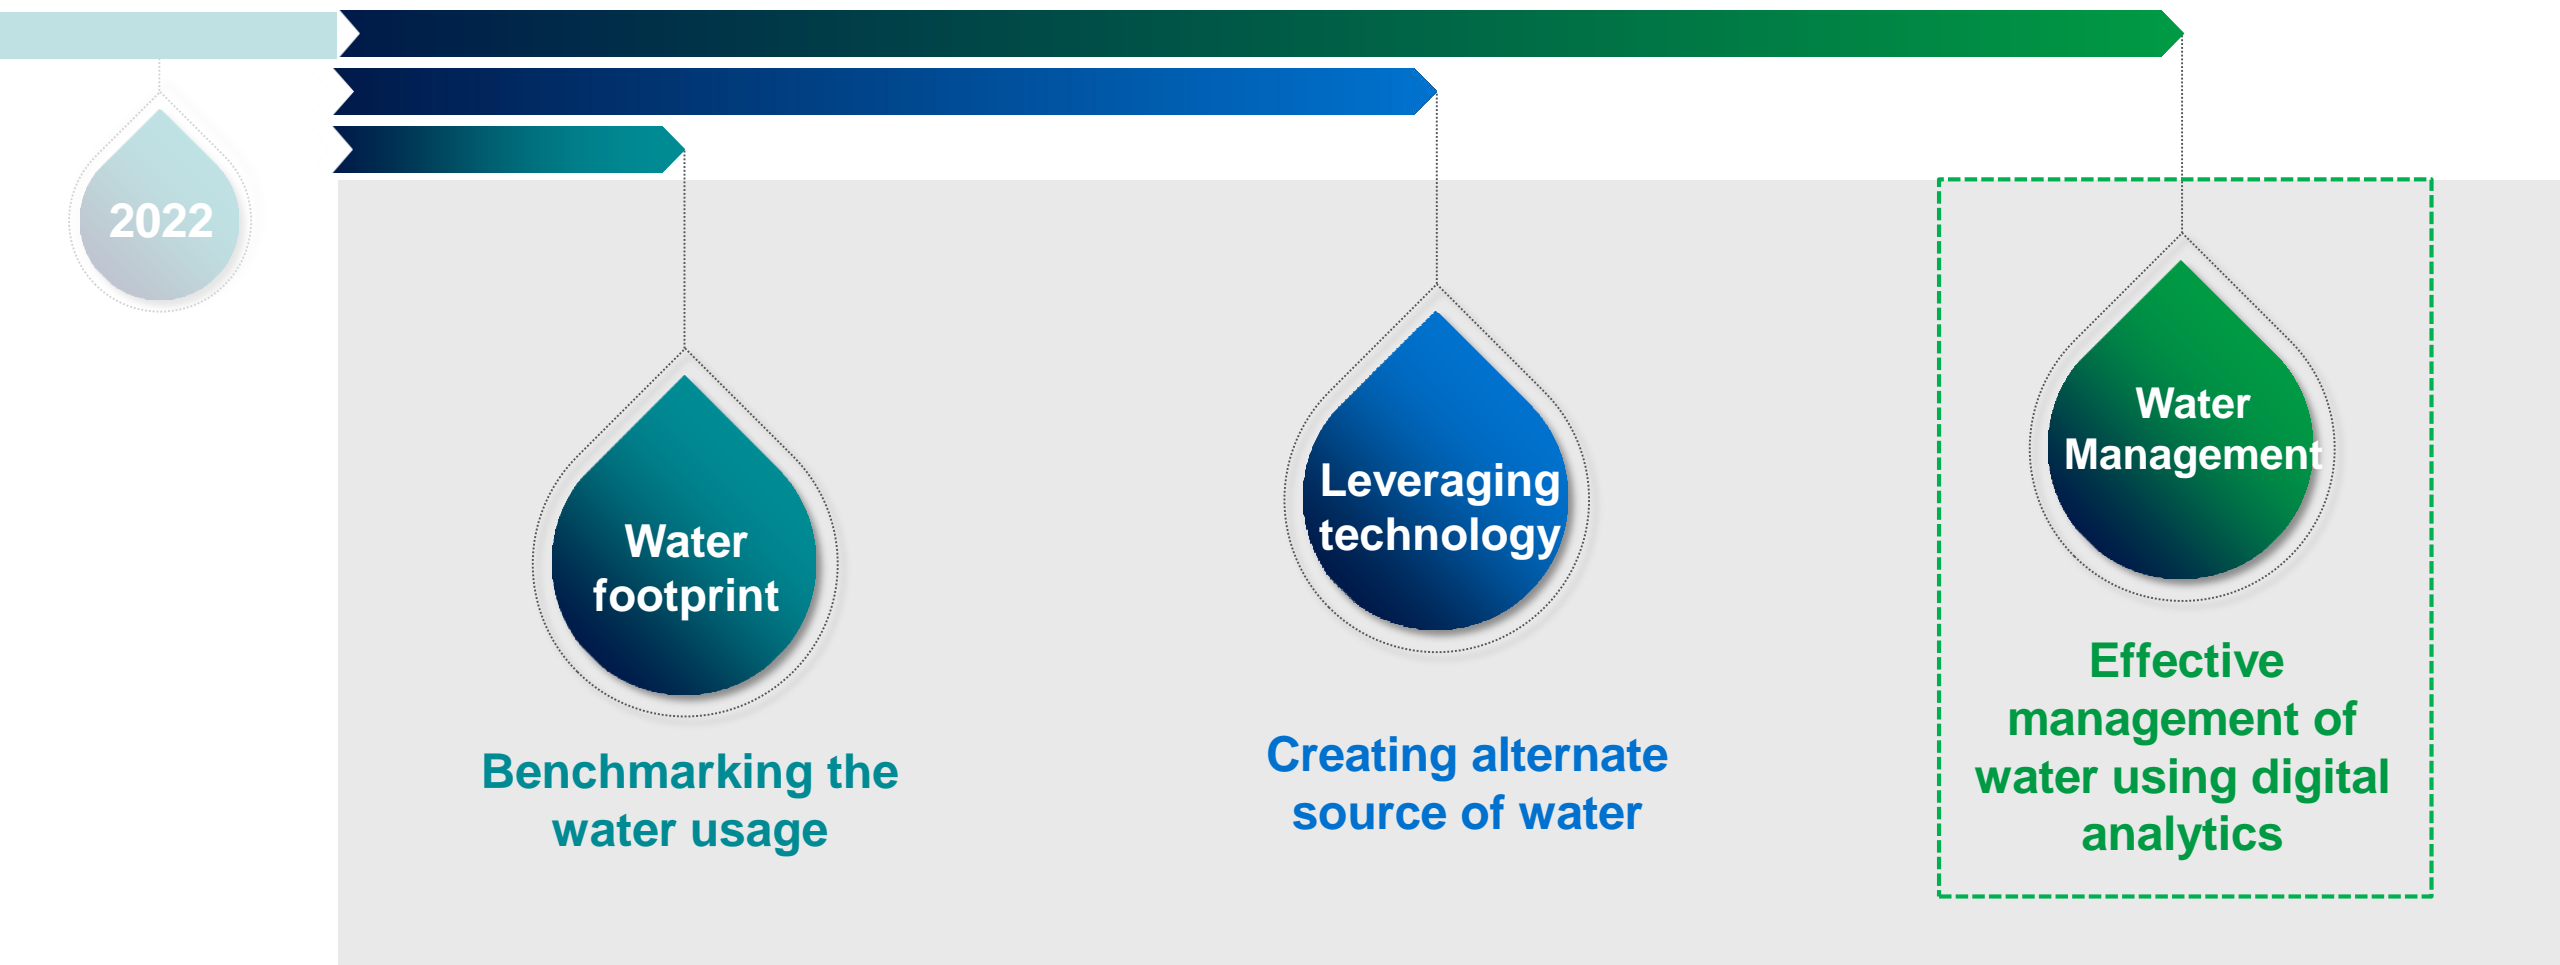 2022
Water
footprint
Benchmarking the
water usage
Leveraging
technology
Creating alternate
source of water
Water
Management
Effective
management of
water using digital
analytics